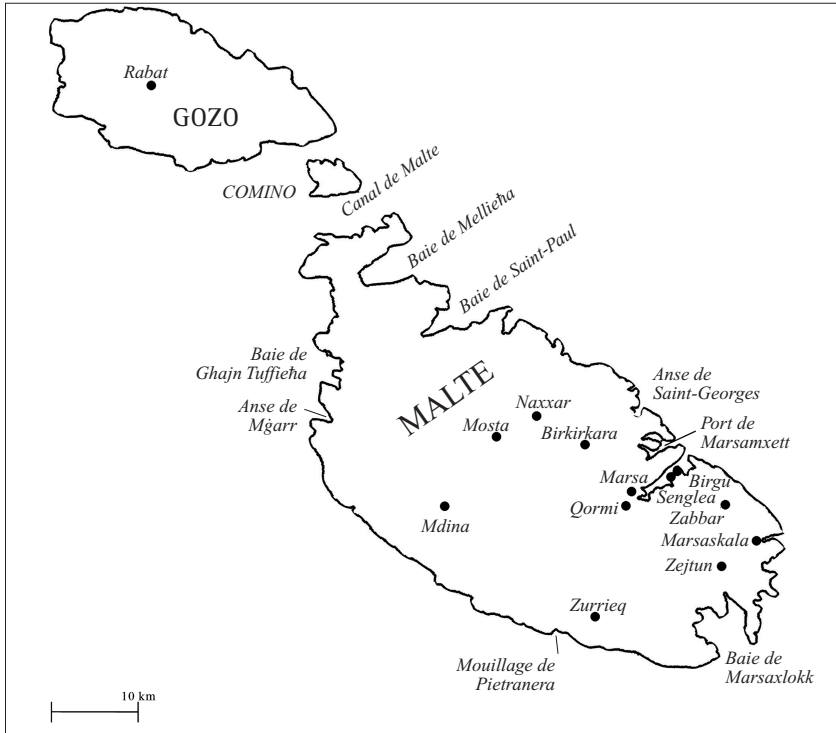 Rabat
GOZO
COMINO
Canal de Malte
Baie de Mellieħa
Baie de Saint-Paul
Baie de
Ghajn Tuffieħa
Anse de
Mġarr
MALTE
Anse de
Saint-Georges
Port de
Marsamxett
Naxxar
Mosta
Birkirkara
Marsa
Birgu
Senglea
Qormi
Zabbar
Mdina
Marsaskala
Zejtun
Zurrieq
Mouillage de
Pietranera
Baie de
Marsaxlokk
10 km